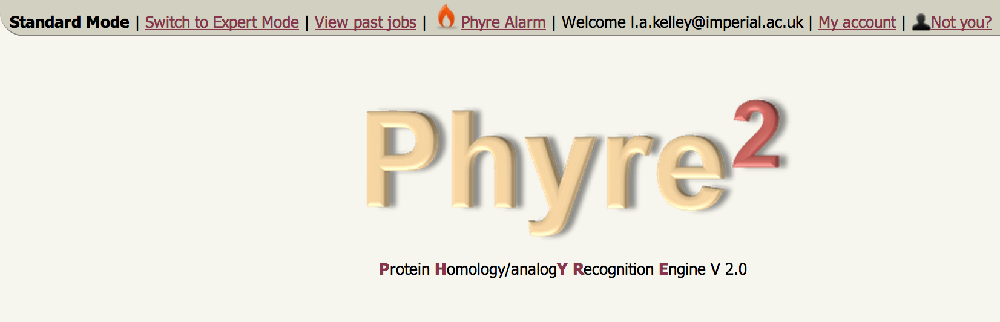 Standard Mode | Switch to Expert Mode | View past jobs | Phyre Alarm | Welcome l.a.kelley@imperial.ac.uk | My account | Not you?
Phyre2
Protein Homology/analogY Recognition Engine V 2.0